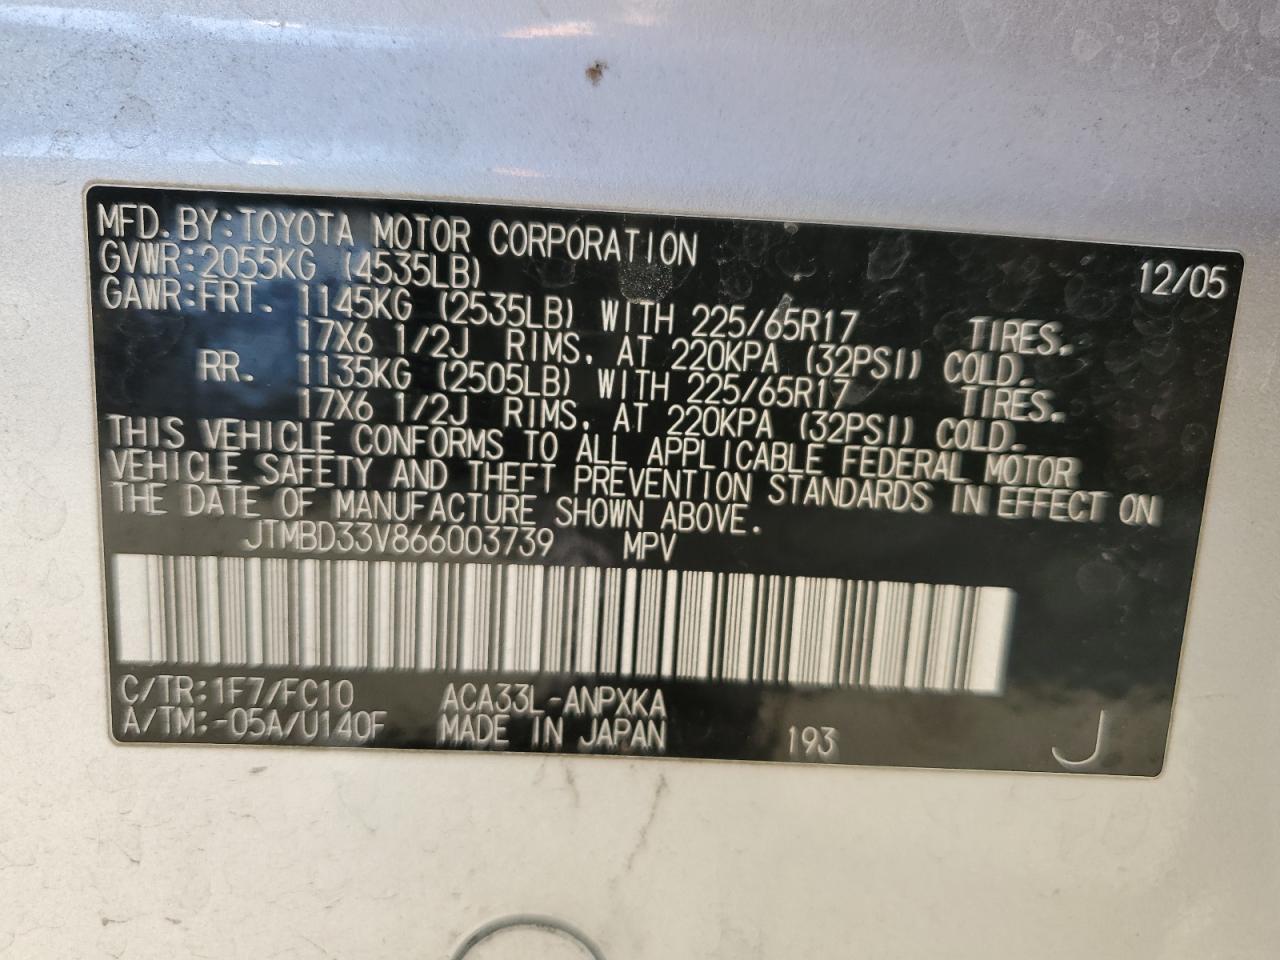 MFD. BY: TOYOTA MOTOR CORPORATION 12/05
GVWR: 2055KG (4535LB)
GAWR: FRT. 1145KG (2535LB) WITH 225/65R17 TIRES.
17X6 1/2J RIMS, AT 220KPA (32PSI) COLD.
RR. 1135KG (2505LB) WITH 225/65R17 TIRES.
17X6 1/2J RIMS, AT 220KPA (32PSI) COLD.
THIS VEHICLE CONFORMS TO ALL APPLICABLE FEDERAL MOTOR
VEHICLE SAFETY AND THEFT PREVENTION STANDARDS IN EFFECT ON
THE DATE OF MANUFACTURE SHOWN ABOVE.
JTMBD33V866003739 MPV
C/TR: 1F7/FC10 ACA33L-ANPXKA
A/TM: -05A/U140F MADE IN JAPAN 193 J